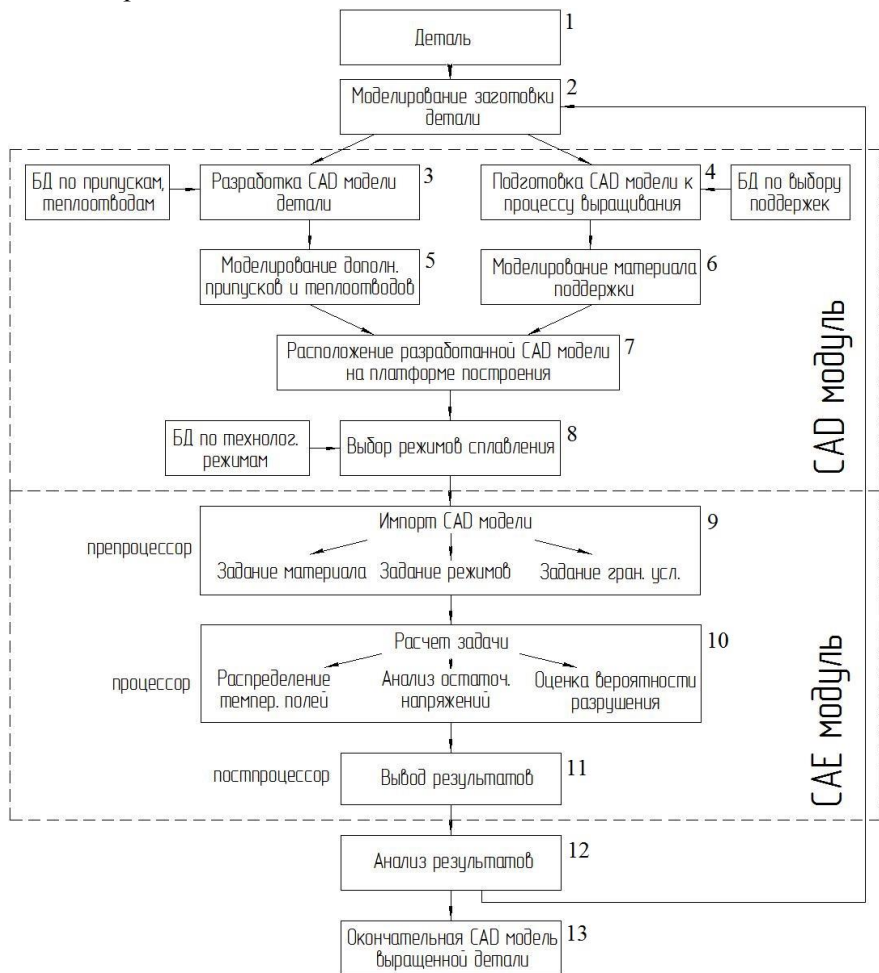 1
Деталь
2
Моделирование заготовки
детали
БД по припускам,
теплоотводам
Разработка CAD модели
детали
3
Подготовка CAD модели к
процессу выращивания
4
БД по выбору
поддержек
Моделирование дополн.
припусков и теплоотводов
5
Моделирование материала
поддержки
6
Расположение разработанной CAD модели
на платформе построения
7
CAD модуль
БД по технолог.
режимам
Выбор режимов сплавления
8
препроцессор
Импорт CAD модели
9
Задание материала
Задание режимов
Задание гран. усл.
процессор
Расчет задачи
10
Распределение
темпер. полей
Анализ остаточ.
напряжений
Оценка вероятности
разрушения
CAE модуль
постпроцессор
Вывод результатов
11
Анализ результатов
12
Окончательная CAD модель
выращенной детали
13